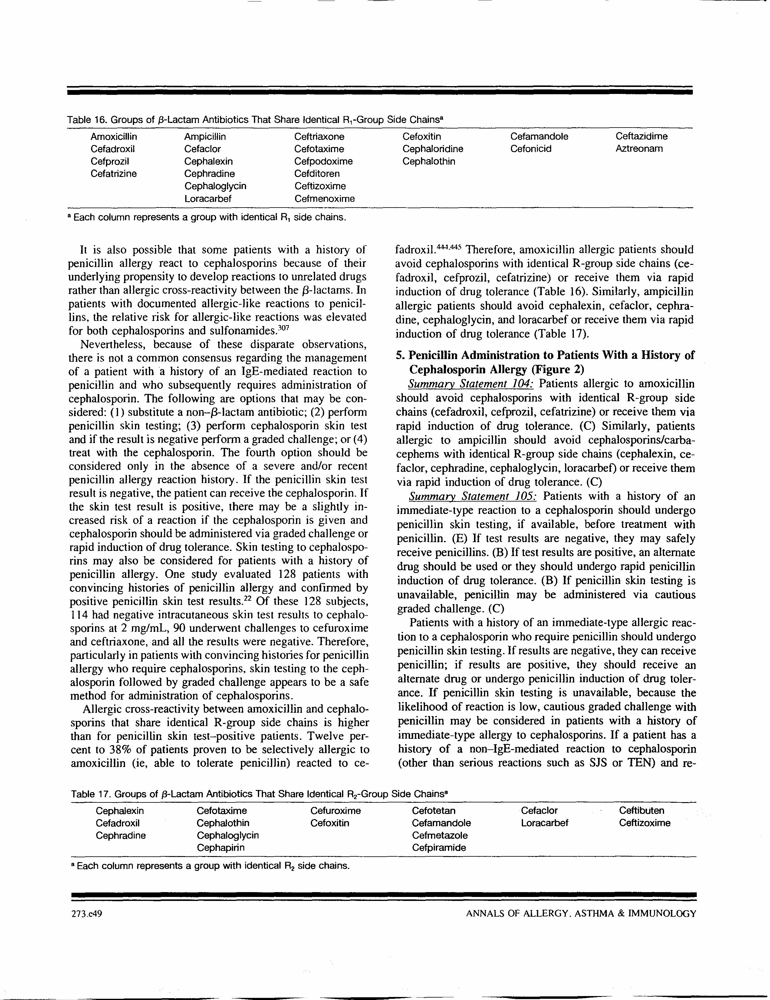 Table 16. Groups of β-Lactam Antibiotics That Share Identical R₁-Group Side Chainsᵃ
Amoxicillin Ampicillin Ceftriaxone Cefoxitin Cefamandole Ceftazidime
Cefadroxil Cefaclor Cefotaxime Cephaloridine Cefonicid Aztreonam
Cefprozil Cephalexin Cefpodoxime Cephalothin
Cefatrizine Cephradine Cefditoren
Cephaloglycin Ceftizoxime
Loracarbef Cefmenoxime
ᵃ Each column represents a group with identical R₁ side chains.
It is also possible that some patients with a history of
penicillin allergy react to cephalosporins because of their
underlying propensity to develop reactions to unrelated drugs
rather than allergic cross-reactivity between the β-lactams. In
patients with documented allergic-like reactions to penicil-
lins, the relative risk for allergic-like reactions was elevated
for both cephalosporins and sulfonamides.³⁰⁷
Nevertheless, because of these disparate observations,
there is not a common consensus regarding the management
of a patient with a history of an IgE-mediated reaction to
penicillin and who subsequently requires administration of
cephalosporin. The following are options that may be con-
sidered: (1) substitute a non–β-lactam antibiotic; (2) perform
penicillin skin testing; (3) perform cephalosporin skin test
and if the result is negative perform a graded challenge; or (4)
treat with the cephalosporin. The fourth option should be
considered only in the absence of a severe and/or recent
penicillin allergy reaction history. If the penicillin skin test
result is negative, the patient can receive the cephalosporin. If
the skin test result is positive, there may be a slightly in-
creased risk of a reaction if the cephalosporin is given and
cephalosporin should be administered via graded challenge or
rapid induction of drug tolerance. Skin testing to cephalospo-
rins may also be considered for patients with a history of
penicillin allergy. One study evaluated 128 patients with
convincing histories of penicillin allergy and confirmed by
positive penicillin skin test results.²² Of these 128 subjects,
114 had negative intracutaneous skin test results to cephalo-
sporins at 2 mg/mL, 90 underwent challenges to cefuroxime
and ceftriaxone, and all the results were negative. Therefore,
particularly in patients with convincing histories for penicillin
allergy who require cephalosporins, skin testing to the ceph-
alosporin followed by graded challenge appears to be a safe
method for administration of cephalosporins.
Allergic cross-reactivity between amoxicillin and cephalo-
sporins that share identical R-group side chains is higher
than for penicillin skin test–positive patients. Twelve per-
cent to 38% of patients proven to be selectively allergic to
amoxicillin (ie, able to tolerate penicillin) reacted to ce-
fadroxil.⁴⁴⁴,⁴⁴⁵ Therefore, amoxicillin allergic patients should
avoid cephalosporins with identical R-group side chains (ce-
fadroxil, cefprozil, cefatrizine) or receive them via rapid
induction of drug tolerance (Table 16). Similarly, ampicillin
allergic patients should avoid cephalexin, cefaclor, cephra-
dine, cephaloglycin, and loracarbef or receive them via rapid
induction of drug tolerance (Table 17).
5. Penicillin Administration to Patients With a History of
Cephalosporin Allergy (Figure 2)
Summary Statement 104: Patients allergic to amoxicillin
should avoid cephalosporins with identical R-group side
chains (cefadroxil, cefprozil, cefatrizine) or receive them via
rapid induction of drug tolerance. (C) Similarly, patients
allergic to ampicillin should avoid cephalosporins/carba-
cephems with identical R-group side chains (cephalexin, ce-
faclor, cephradine, cephaloglycin, loracarbef) or receive them
via rapid induction of drug tolerance. (C)
Summary Statement 105: Patients with a history of an
immediate-type reaction to a cephalosporin should undergo
penicillin skin testing, if available, before treatment with
penicillin. (E) If test results are negative, they may safely
receive penicillins. (B) If test results are positive, an alternate
drug should be used or they should undergo rapid penicillin
induction of drug tolerance. (B) If penicillin skin testing is
unavailable, penicillin may be administered via cautious
graded challenge. (C)
Patients with a history of an immediate-type allergic reac-
tion to a cephalosporin who require penicillin should undergo
penicillin skin testing. If results are negative, they can receive
penicillin; if results are positive, they should receive an
alternate drug or undergo penicillin induction of drug toler-
ance. If penicillin skin testing is unavailable, because the
likelihood of reaction is low, cautious graded challenge with
penicillin may be considered in patients with a history of
immediate-type allergy to cephalosporins. If a patient has a
history of a non–IgE-mediated reaction to cephalosporin
(other than serious reactions such as SJS or TEN) and re-
Table 17. Groups of β-Lactam Antibiotics That Share Identical R₂-Group Side Chainsᵃ
Cephalexin Cefotaxime Cefuroxime Cefotetan Cefaclor Ceftibuten
Cefadroxil Cephalothin Cefoxitin Cefamandole Loracarbef Ceftizoxime
Cephradine Cephaloglycin Cefmetazole
Cephapirin Cefpiramide
ᵃ Each column represents a group with identical R₂ side chains.
273.e49 ANNALS OF ALLERGY, ASTHMA & IMMUNOLOGY